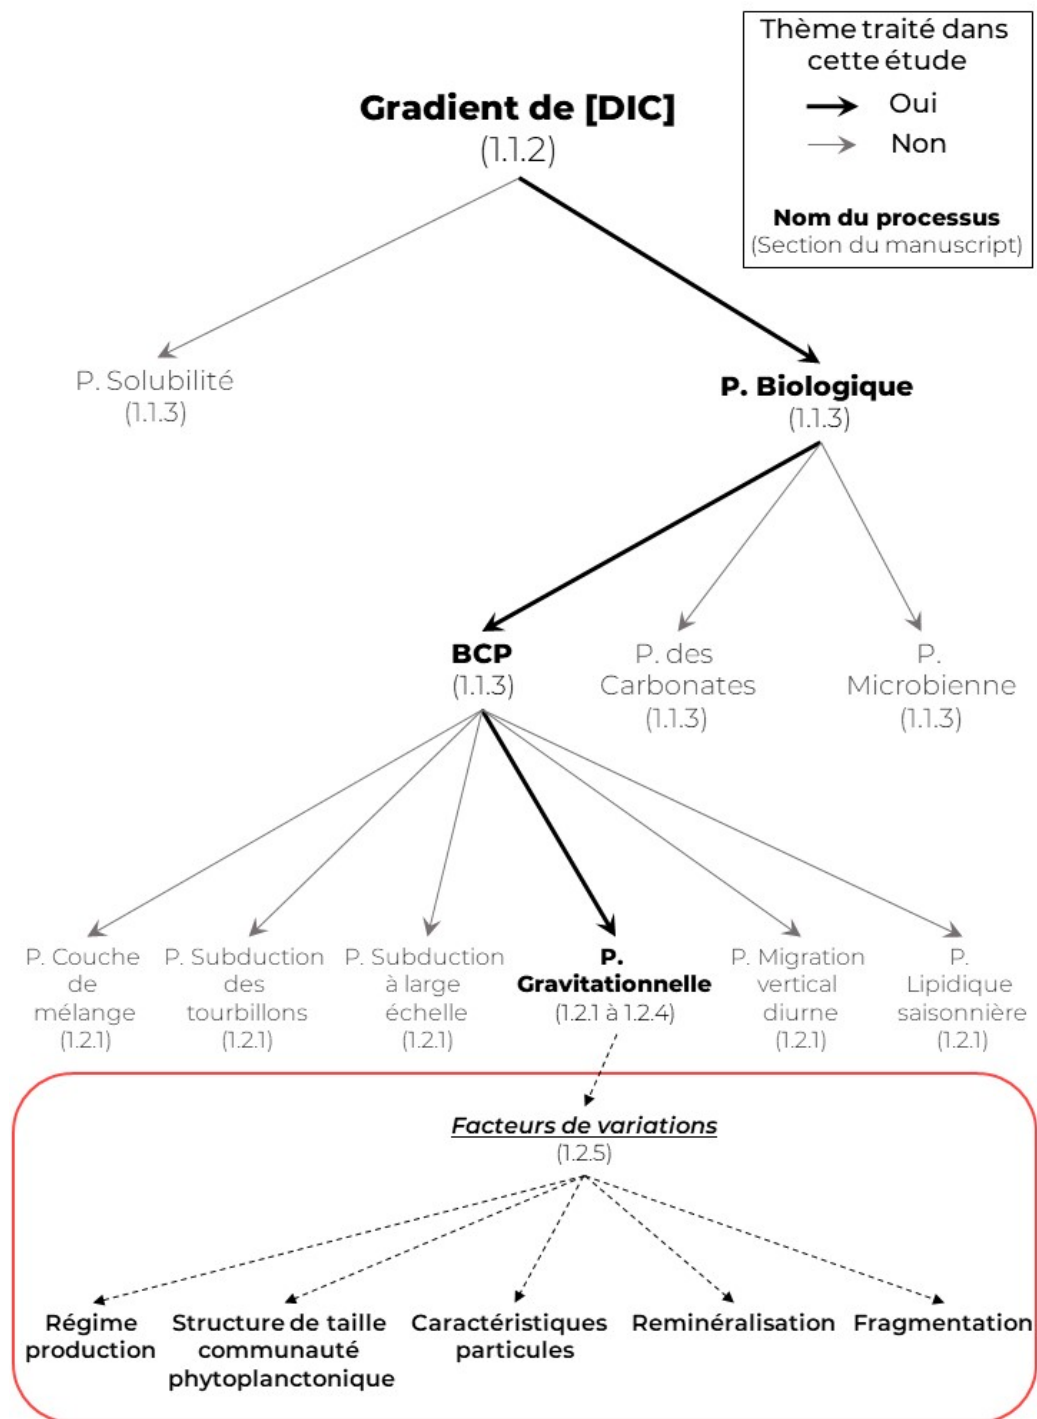 Thème traité dans
cette étude
Oui
Non
Nom du processus
(Section du manuscript)
Gradient de [DIC]
(1.1.2)
P. Solubilité
(1.1.3)
P. Biologique
(1.1.3)
BCP
(1.1.3)
P. des
Carbonates
(1.1.3)
P.
Microbienne
(1.1.3)
P. Couche
de
mélange
(1.2.1)
P. Subduction
des
tourbillons
(1.2.1)
P. Subduction
à large
échelle
(1.2.1)
P.
Gravitationnelle
(1.2.1 à 1.2.4)
P. Migration
vertical
diurne
(1.2.1)
P.
Lipidique
saisonnière
(1.2.1)
Facteurs de variations
(1.2.5)
Régime
production
Structure de taille
communauté
phytoplanctonique
Caractéristiques
particules
Reminéralisation
Fragmentation